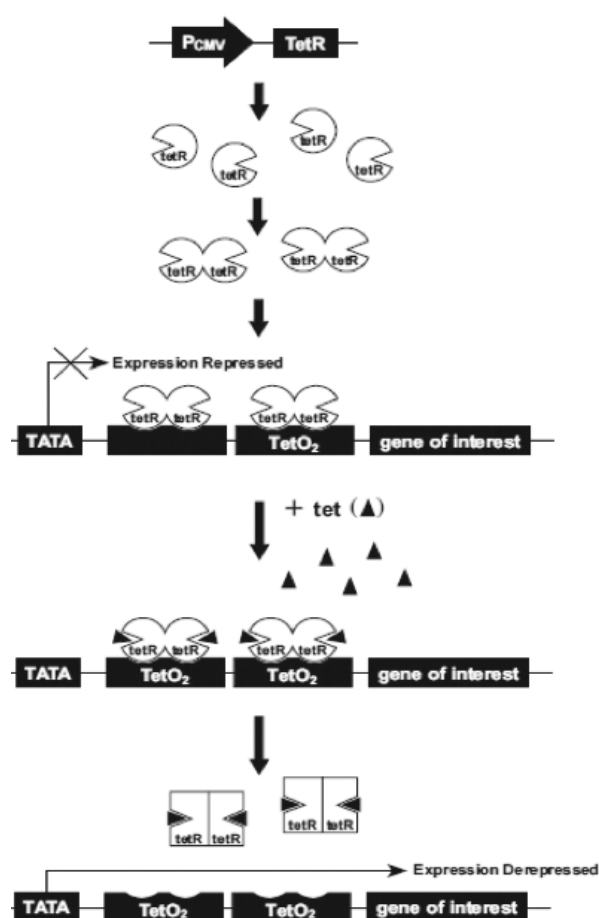 PCMV TetR
tetR
tetR
tetR
tetR
tetR tetR
tetR tetR
Expression Repressed
tetR tetR
tetR tetR
TATA
TetO₂
gene of interest
+ tet (▲)
tetR tetR
tetR tetR
TATA
TetO₂
TetO₂
gene of interest
tetR tetR
tetR tetR
Expression Derepressed
TATA
TetO₂
TetO₂
gene of interest